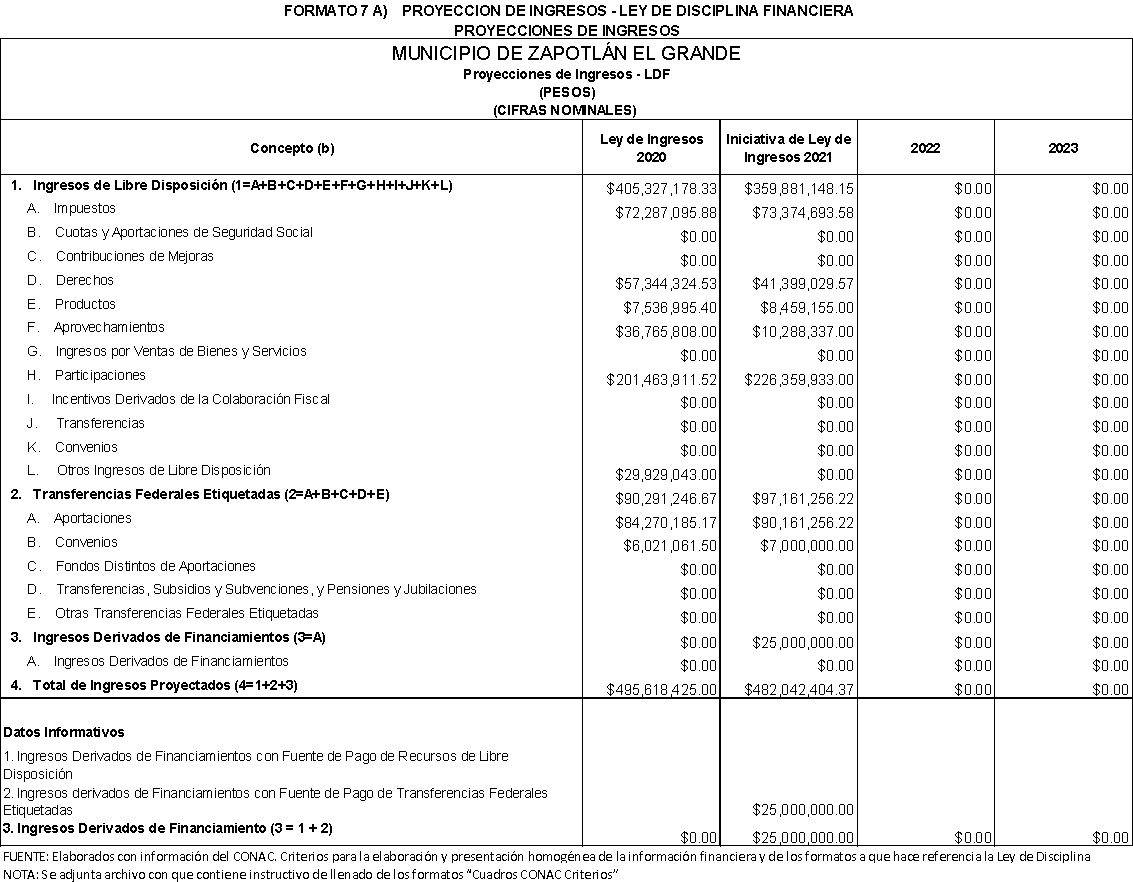 FORMATO 7 A) PROYECCION DE INGRESOS - LEY DE DISCIPLINA FINANCIERA
PROYECCIONES DE INGRESOS
MUNICIPIO DE ZAPOTLÁN EL GRANDE
Proyecciones de Ingresos - LDF
(PESOS)
(CIFRAS NOMINALES)
Concepto (b) Ley de Ingresos 2020 Iniciativa de Ley de Ingresos 2021 2022 2023
1. Ingresos de Libre Disposición (1=A+B+C+D+E+F+G+H+I+J+K+L) $405,327,178.33 $359,881,148.15 $0.00 $0.00
A. Impuestos $72,287,095.88 $73,374,693.58 $0.00 $0.00
B. Cuotas y Aportaciones de Seguridad Social $0.00 $0.00 $0.00 $0.00
C. Contribuciones de Mejoras $0.00 $0.00 $0.00 $0.00
D. Derechos $57,344,324.53 $41,399,029.57 $0.00 $0.00
E. Productos $7,536,995.40 $8,459,155.00 $0.00 $0.00
F. Aprovechamientos $36,765,808.00 $10,288,337.00 $0.00 $0.00
G. Ingresos por Ventas de Bienes y Servicios $0.00 $0.00 $0.00 $0.00
H. Participaciones $201,463,911.52 $226,359,933.00 $0.00 $0.00
I. Incentivos Derivados de la Colaboración Fiscal $0.00 $0.00 $0.00 $0.00
J. Transferencias $0.00 $0.00 $0.00 $0.00
K. Convenios $0.00 $0.00 $0.00 $0.00
L. Otros Ingresos de Libre Disposición $29,929,043.00 $0.00 $0.00 $0.00
2. Transferencias Federales Etiquetadas (2=A+B+C+D+E) $90,291,246.67 $97,161,256.22 $0.00 $0.00
A. Aportaciones $84,270,185.17 $90,161,256.22 $0.00 $0.00
B. Convenios $6,021,061.50 $7,000,000.00 $0.00 $0.00
C. Fondos Distintos de Aportaciones $0.00 $0.00 $0.00 $0.00
D. Transferencias, Subsidios y Subvenciones, y Pensiones y Jubilaciones $0.00 $0.00 $0.00 $0.00
E. Otras Transferencias Federales Etiquetadas $0.00 $0.00 $0.00 $0.00
3. Ingresos Derivados de Financiamientos (3=A) $0.00 $25,000,000.00 $0.00 $0.00
A. Ingresos Derivados de Financiamientos $0.00 $0.00 $0.00 $0.00
4. Total de Ingresos Proyectados (4=1+2+3) $495,618,425.00 $482,042,404.37 $0.00 $0.00
Datos Informativos
1. Ingresos Derivados de Financiamientos con Fuente de Pago de Recursos de Libre
Disposición
2. Ingresos derivados de Financiamientos con Fuente de Pago de Transferencias Federales
Etiquetadas $25,000,000.00
3. Ingresos Derivados de Financiamiento (3 = 1 + 2) $0.00 $25,000,000.00 $0.00 $0.00
FUENTE: Elaborados con información del CONAC. Criterios para la elaboración y presentación homogénea de la información financiera y de los formatos a que hace referencia la Ley de Disciplina
NOTA: Se adjunta archivo con que contiene instructivo de llenado de los formatos "Cuadros CONAC Criterios"